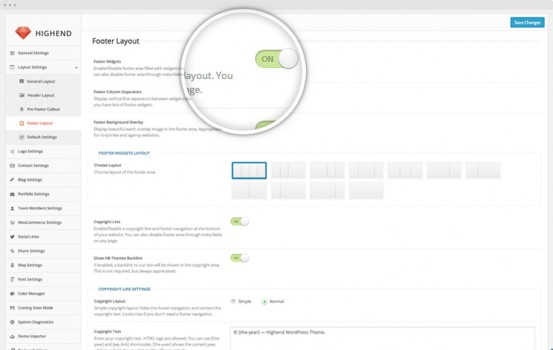 Save Changes
HIGHEND
General Settings
Layout Settings
General Layout
Header Layout
Pre-Footer Callout
Footer Layout
Default Settings
Logo Settings
Contact Settings
Blog Settings
Portfolio Settings
Team Members Settings
WooCommerce Settings
Social Links
Share Settings
Map Settings
Font Settings
Color Manager
Coming Soon Mode
System Diagnostics
Demo Importer
Footer Layout
Footer Widgets
Enable/Disable footer area filled with widgets
can also disable footer area through meta
ON
layout. You
ge.
Footer Column Separators
Display vertical line separators between widget
you have lots of footer widgets.
Footer Background Overlay
Display beautiful earth overlay image in the footer area. Appropriate
for corporate and agency websites.
FOOTER WIDGETS LAYOUT
Choose Layout
Choose layout of the footer area.
Copyright Line
Enable/Disable a copyright line and footer navigation at the bottom
of your website. You can also disable footer area through meta fields
on any page.
ON
Show HB-Themes Backlink
If enabled, a backlink to our site will be shown in the copyright area.
This is not required, but always appreciated.
ON
COPYRIGHT LINE SETTINGS
Copyright Layout
Simple copyright layout hides the footer navigation and centers the
copyright text. Looks nice if you don't need a footer navigation.
Simple
Normal
Copyright Text
Enter your copyright text. HTML tags are allowed. You can use [the-
year] and [wp-link] shortcodes. [the-year] shows the current year,
© [the-year] — Highend WordPress Theme.